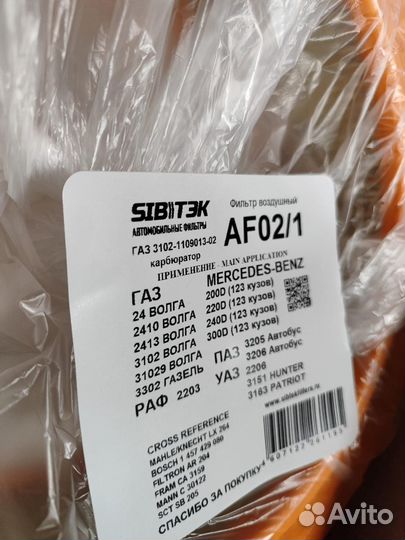 SIBTЭK
АВТОМОБИЛЬНЫЕ ФИЛЬТРЫ
Фильтр воздушный
AF02/1
ГАЗ 3102-1109013-02
карбюратор
ПРИМЕНЕНИЕ - MAIN APPLICATION
ГАЗ
24 ВОЛГА
2410 ВОЛГА
2413 ВОЛГА
3102 ВОЛГА
31029 ВОЛГА
3302 ГАЗЕЛЬ
РАФ 2203
MERCEDES-BENZ
200D (123 кузов)
220D (123 кузов)
240D (123 кузов)
300D (123 кузов)
ПАЗ 3205 Автобус
3206 Автобус
УАЗ 2206
3151 HUNTER
3163 PATRIOT
CROSS REFERENCE
MAHLE/KNECHT LX 264
BOSCH 1 457 429 080
FILTRON AR 204
FRAM CA 3159
MANN C 30122
SCT SB 205
СПАСИБО ЗА ПОКУПКУ
Avito